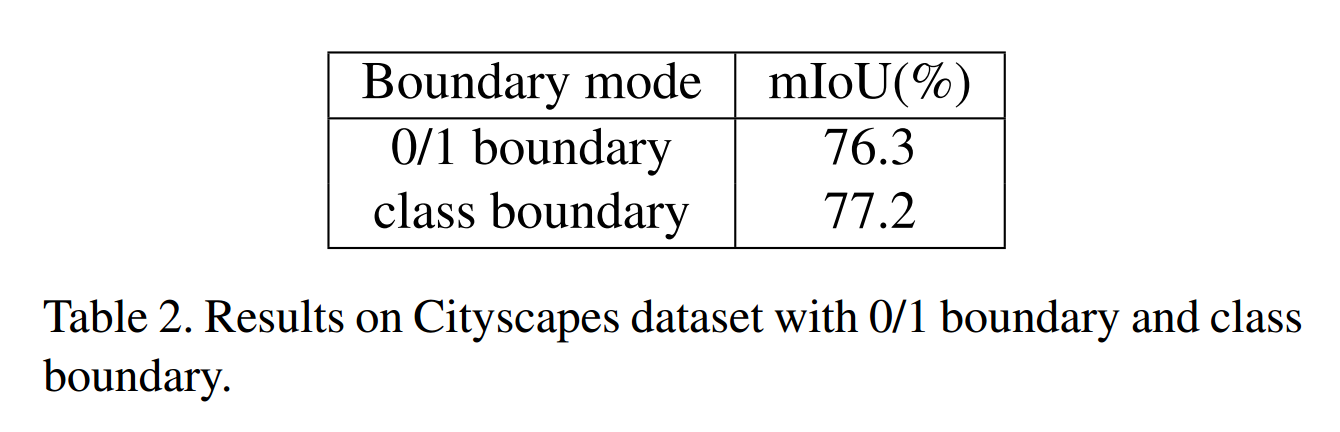 Boundary mode mIoU(%)
0/1 boundary 76.3
class boundary 77.2
Table 2. Results on Cityscapes dataset with 0/1 boundary and class
boundary.